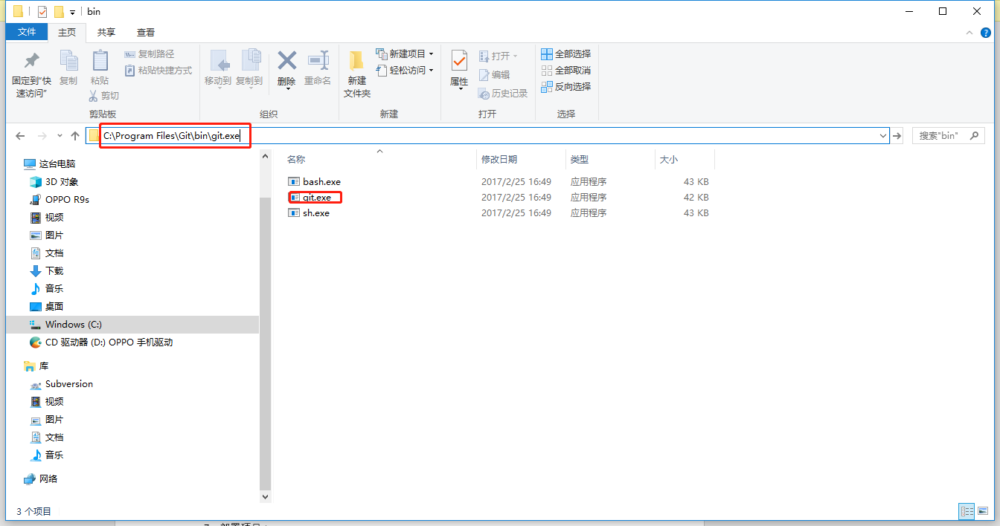 bin
文件 主页 共享 查看
固定到"快速访问"
复制
粘贴
复制路径
粘贴快捷方式
剪切
剪贴板
移动到
复制到
删除
重命名
组织
新建文件夹
新建项目
轻松访问
新建
属性
打开
编辑
历史记录
打开
全部选择
全部取消
反向选择
选择
C:\Program Files\Git\bin\git.exe
搜索"bin"
这台电脑
3D 对象
OPPO R9s
视频
图片
文档
下载
音乐
桌面
Windows (C:)
CD 驱动器 (D:) OPPO 手机驱动
库
Subversion
视频
图片
文档
音乐
网络
名称 修改日期 类型 大小
bash.exe 2017/2/25 16:49 应用程序 43 KB
git.exe 2017/2/25 16:49 应用程序 42 KB
sh.exe 2017/2/25 16:49 应用程序 43 KB
3 个项目